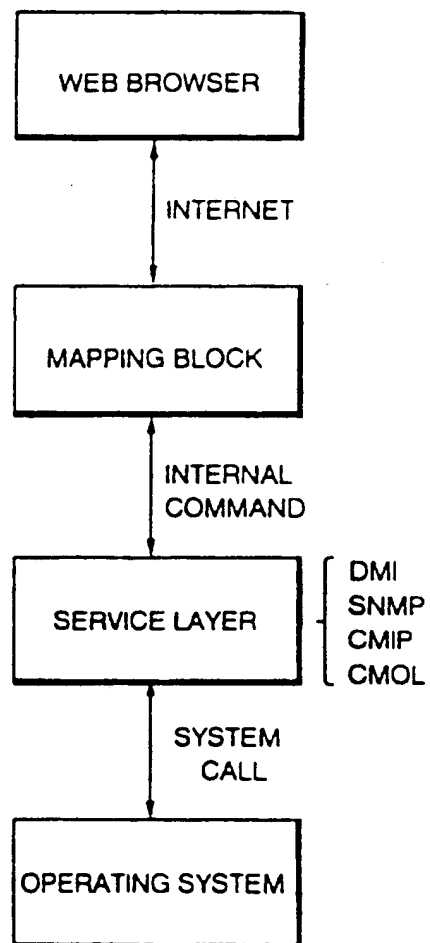 WEB BROWSER
INTERNET
MAPPING BLOCK
INTERNAL
COMMAND
SERVICE LAYER
DMI
SNMP
CMIP
CMOL
SYSTEM
CALL
OPERATING SYSTEM